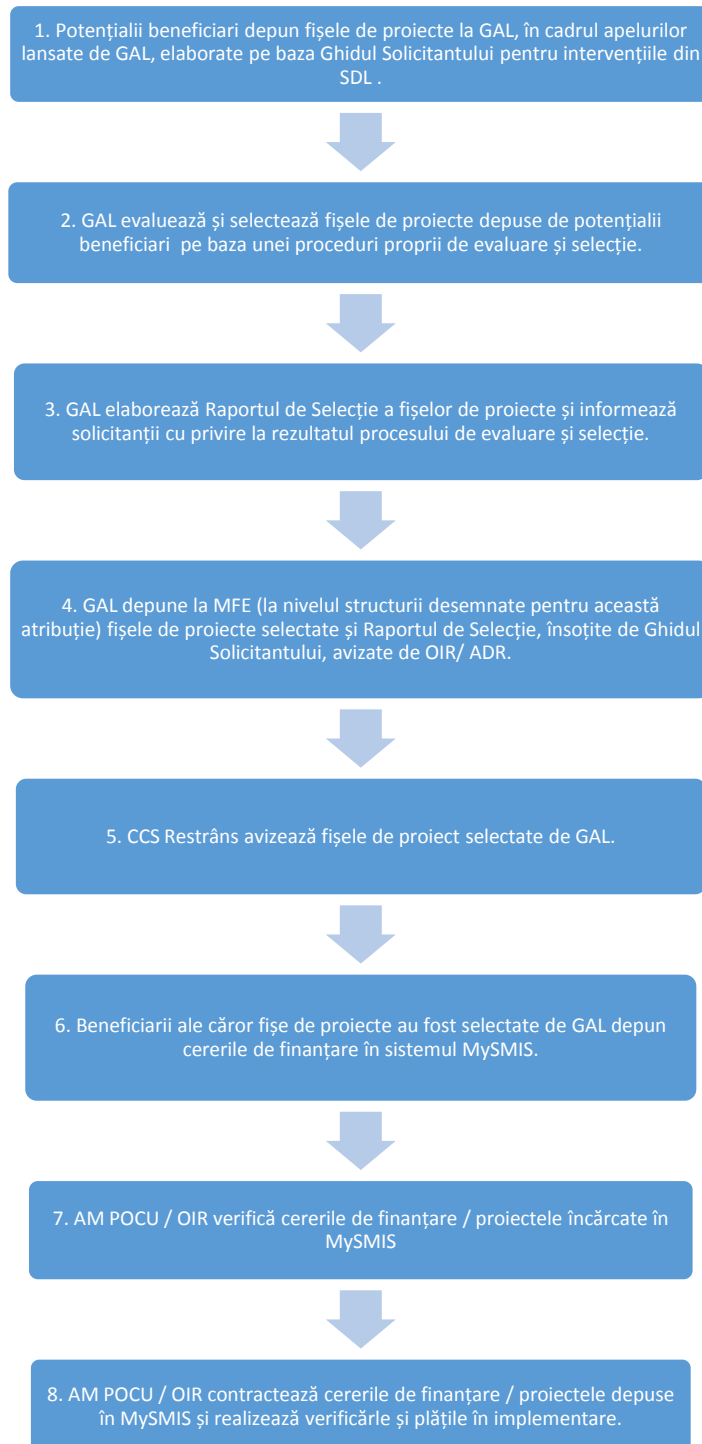 1. Potențialii beneficiari depun fișele de proiecte la GAL, în cadrul apelurilor
lansate de GAL, elaborate pe baza Ghidul Solicitantului pentru intervențiile din
SDL .
2. GAL evaluează și selectează fișele de proiecte depuse de potențialii
beneficiari pe baza unei proceduri proprii de evaluare și selecție.
3. GAL elaborează Raportul de Selecție a fișelor de proiecte și informează
solicitanții cu privire la rezultatul procesului de evaluare și selecție.
4. GAL depune la MFE (la nivelul structurii desemnate pentru această
atribuție) fișele de proiecte selectate și Raportul de Selecție, însoțite de Ghidul
Solicitantului, avizate de OIR/ ADR.
5. CCS Restrâns avizează fișele de proiect selectate de GAL.
6. Beneficiarii ale căror fișe de proiecte au fost selectate de GAL depun
cererile de finanțare în sistemul MySMIS.
7. AM POCU / OIR verifică cererile de finanțare / proiectele încărcate în
MySMIS
8. AM POCU / OIR contractează cererile de finanțare / proiectele depuse
în MySMIS și realizează verificărle și plățile în implementare.